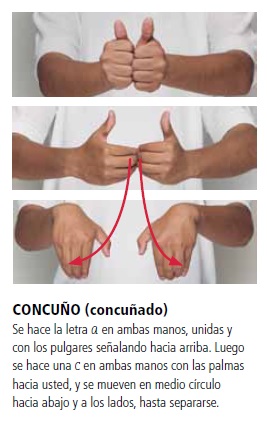 CONCUÑO (concuñado)
Se hace la letra a en ambas manos, unidas y
con los pulgares señalando hacia arriba. Luego
se hace una c en ambas manos con las palmas
hacia usted, y se mueven en medio círculo
hacia abajo y a los lados, hasta separarse.